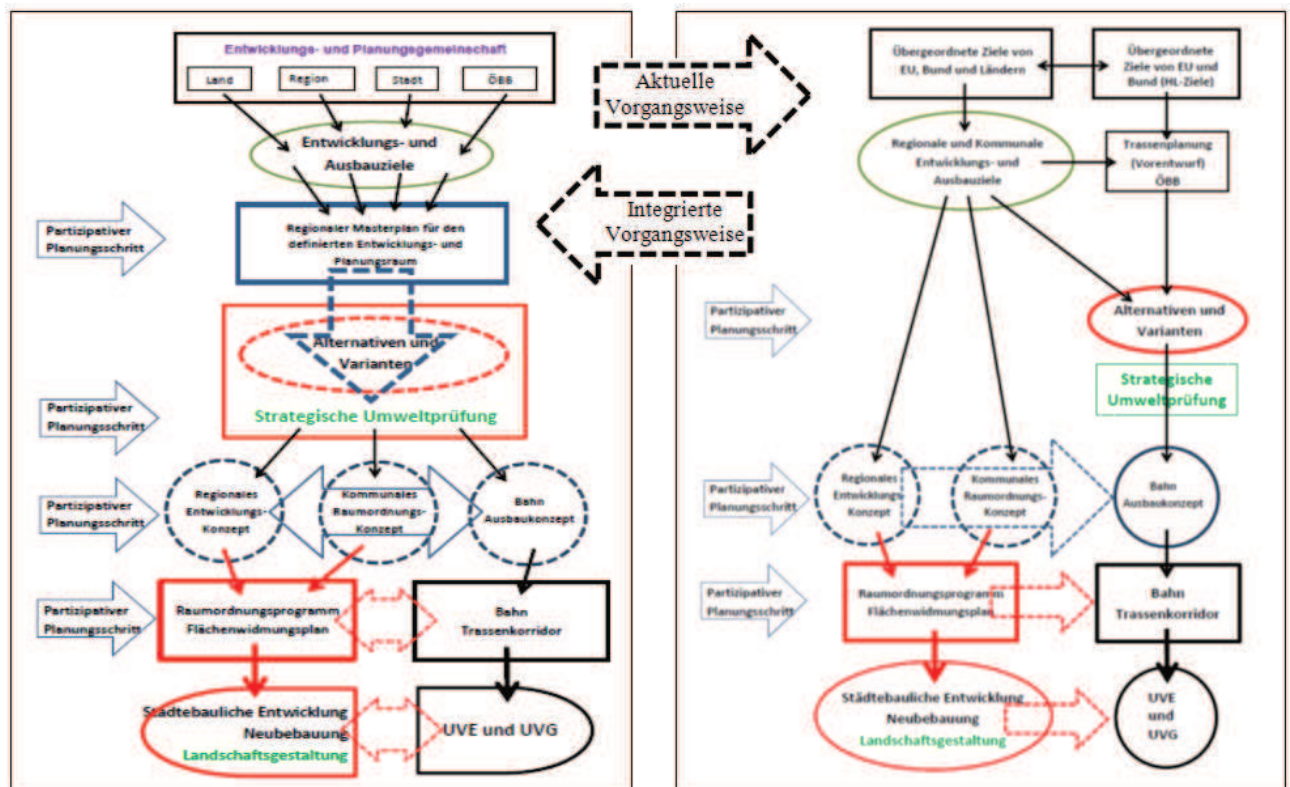 Entwicklungs- und Planungsgemeinschaft
Land
Region
Stadt
ÖBB
Entwicklungs- und
Ausbauziele
Partizipativer
Planungsschritt
Regionaler Masterplan für den
definierten Entwicklungs- und
Planungsraum
Alternativen und
Varianten
Partizipativer
Planungsschritt
Strategische Umweltprüfung
Partizipativer
Planungsschritt
Regionales
Entwicklungs-
Konzept
Kommunales
Raumordnungs-
Konzept
Bahn
Ausbaukonzept
Partizipativer
Planungsschritt
Raumordnungsprogramm
Flächenwidmungsplan
Bahn
Trassenkorridor
Städtebauliche Entwicklung
Neubebauung
Landschaftsgestaltung
UVE und UVG
Aktuelle
Vorgangsweise
Integrierte
Vorgangsweise
Übergeordnete Ziele von
EU, Bund und Ländern
Übergeordnete
Ziele von EU und
Bund (HL-Ziele)
Regionale und Kommunale
Entwicklungs- und
Ausbauziele
Trassenplanung
(Vorentwurf)
ÖBB
Partizipativer
Planungsschritt
Alternativen und
Varianten
Strategische
Umweltprüfung
Partizipativer
Planungsschritt
Regionales
Entwicklungs-
Konzept
Kommunales
Raumordnungs-
Konzept
Bahn
Ausbaukonzept
Partizipativer
Planungsschritt
Raumordnungsprogramm
Flächenwidmungsplan
Bahn
Trassenkorridor
Städtebauliche Entwicklung
Neubebauung
Landschaftsgestaltung
UVE
und
UVG